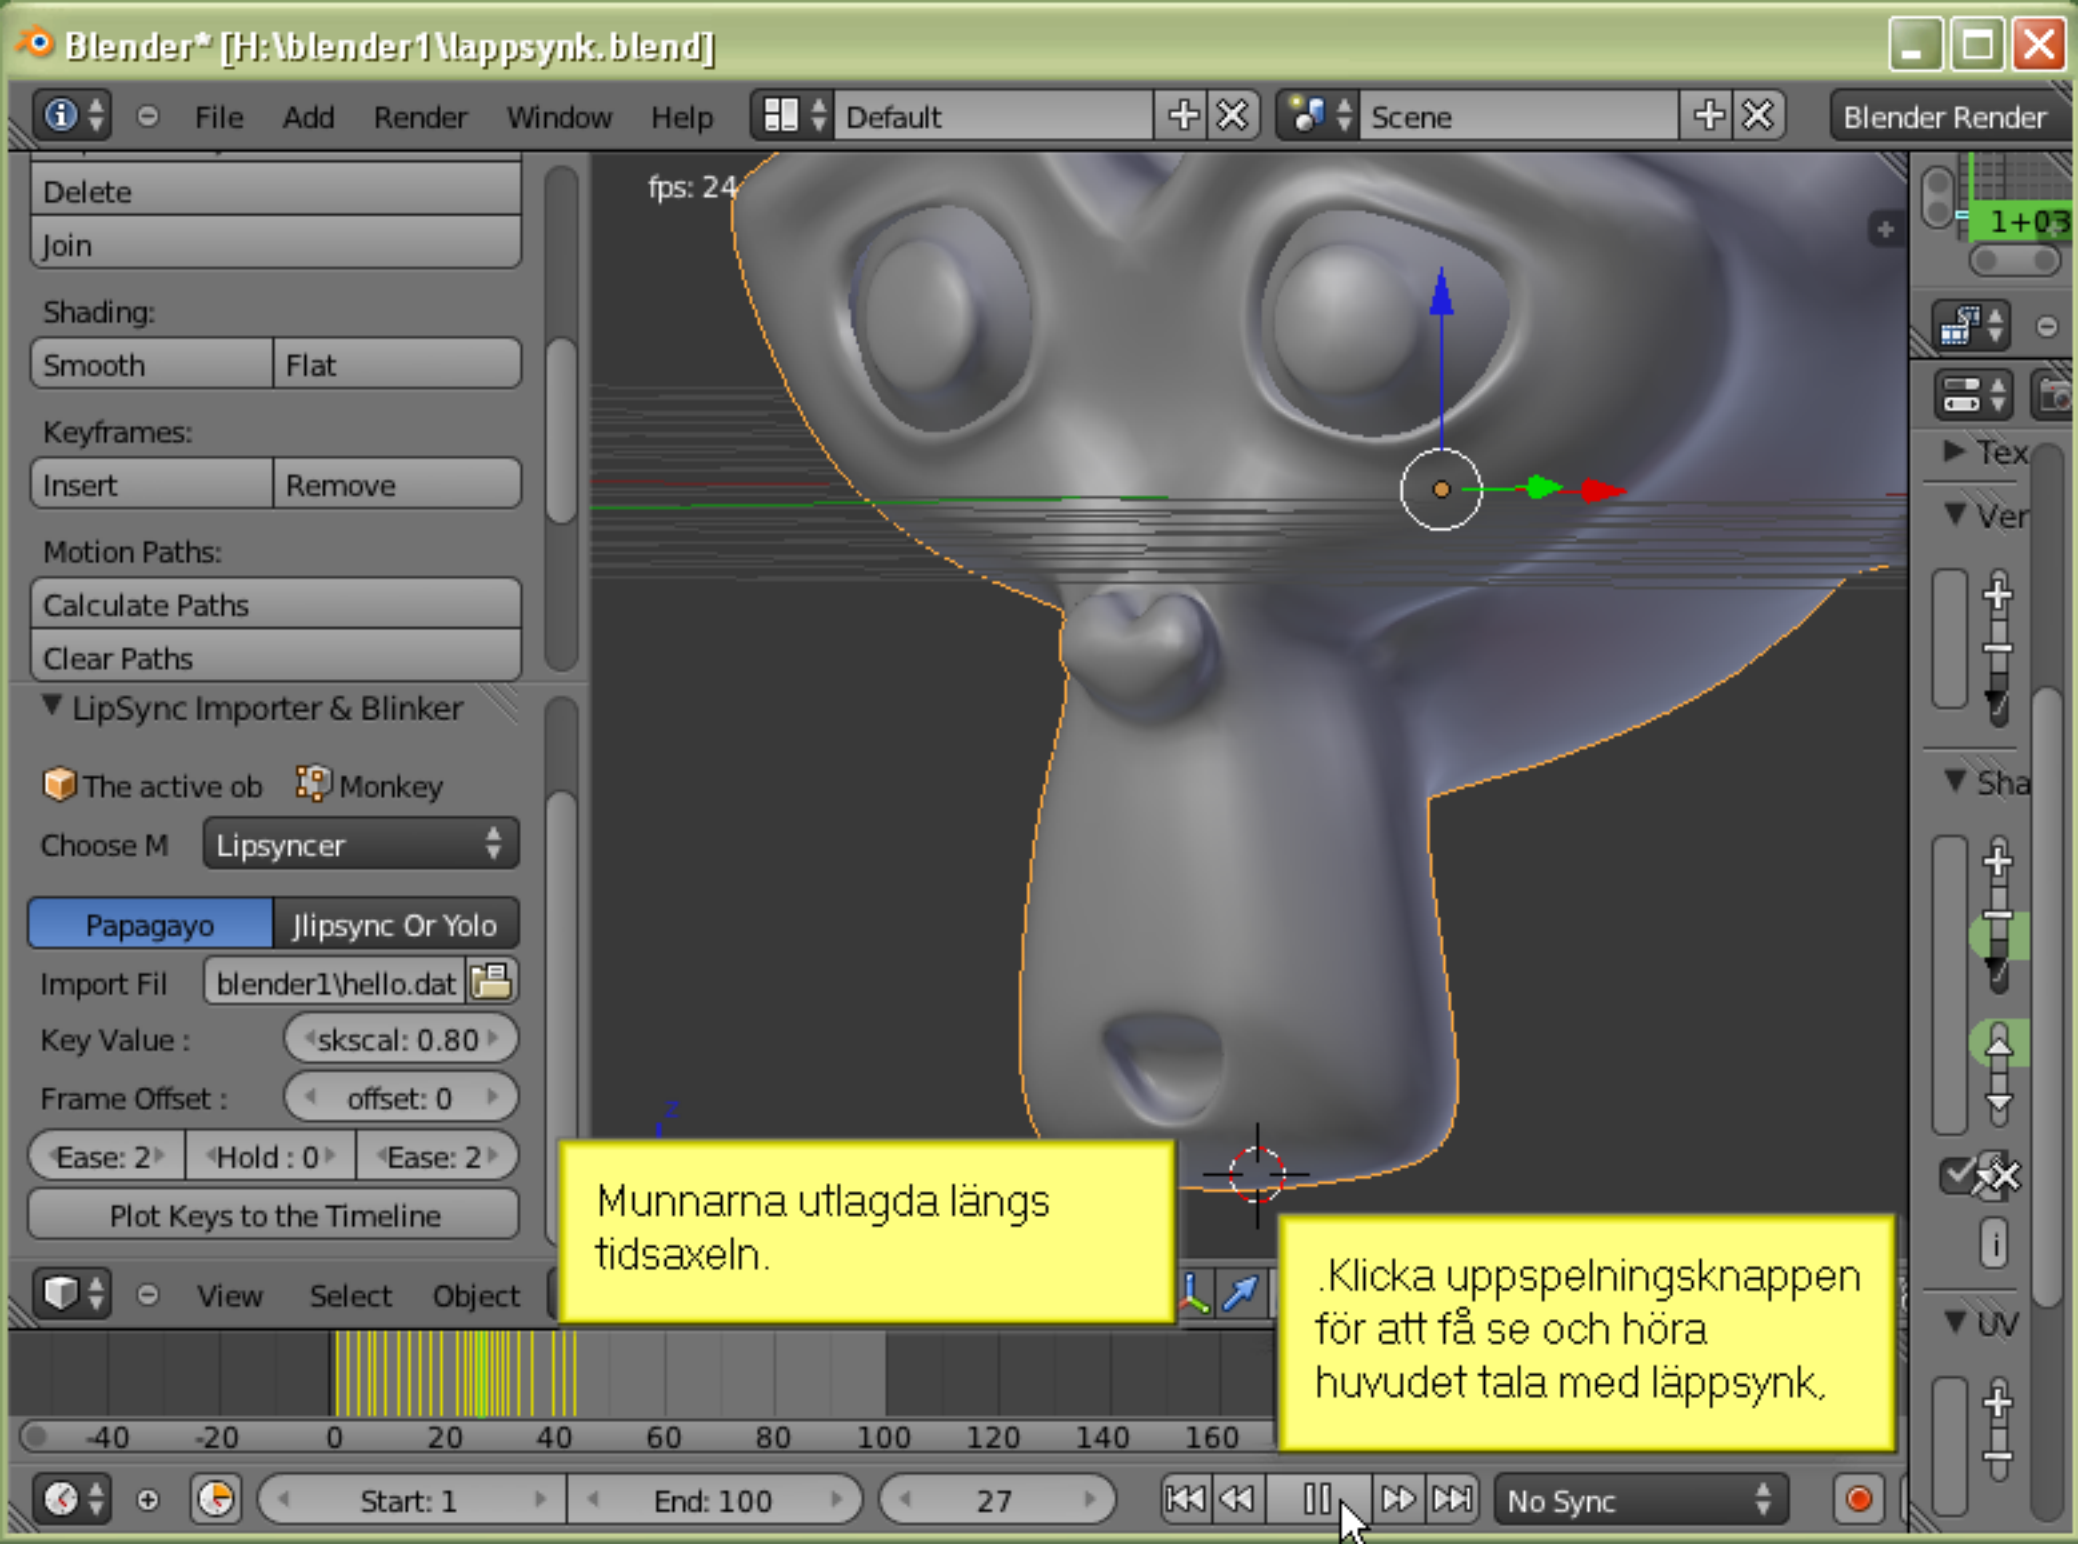 Blender* [H:\blender1\lappsynk.blend]
File Add Render Window Help Default Scene Blender Render
Delete
Join
Shading:
Smooth Flat
Keyframes:
Insert Remove
Motion Paths:
Calculate Paths
Clear Paths
LipSync Importer & Blinker
The active ob Monkey
Choose M Lipsyncer
Papagayo Jlipsync Or Yolo
Import Fil blender1\hello.dat
Key Value : skscal: 0.80
Frame Offset : offset: 0
Ease: 2 Hold : 0 Ease: 2
Plot Keys to the Timeline
fps: 24
z
1+03
Tex
Ver
Sha
UV
Munnarna utlagda längs
tidsaxeln.
.Klicka uppspelningsknappen
för att få se och höra
huvudet tala med läppsynk,
View Select Object
-40 -20 0 20 40 60 80 100 120 140 160
Start: 1 End: 100 27 No Sync